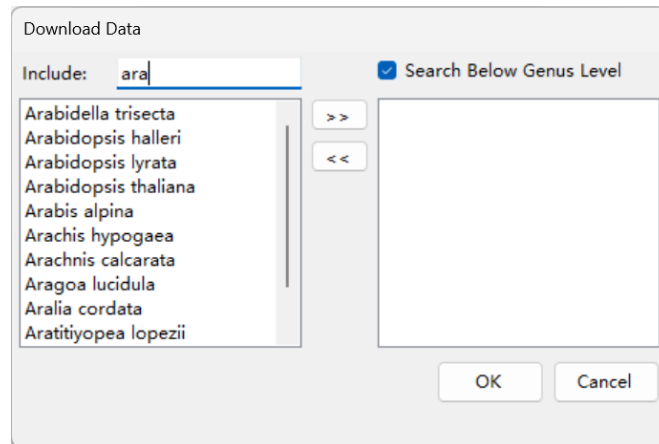 Download Data
Include: ara
Search Below Genus Level
Arabidella trisecta
Arabidopsis halleri
Arabidopsis lyrata
Arabidopsis thaliana
Arabis alpina
Arachis hypogaea
Arachnis calcarata
Aragoa lucidula
Aralia cordata
Aratitiyopea lopezii
>>
<<
OK
Cancel